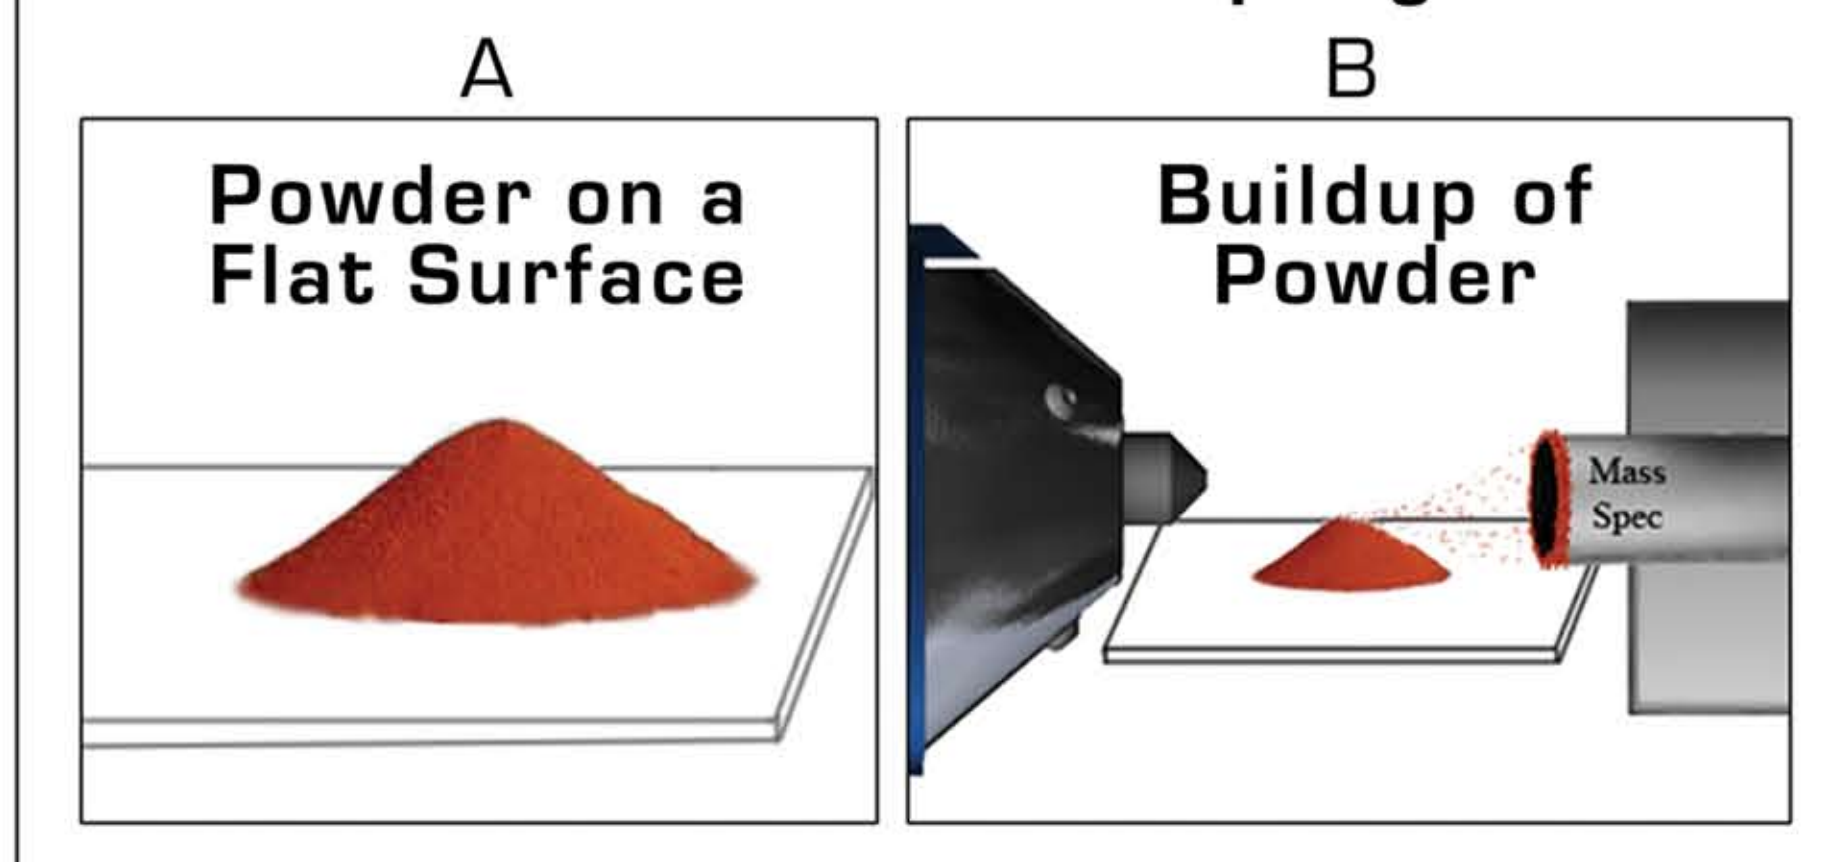 A
B
Powder on a
Flat Surface
Buildup of
Powder
Mass
Spec